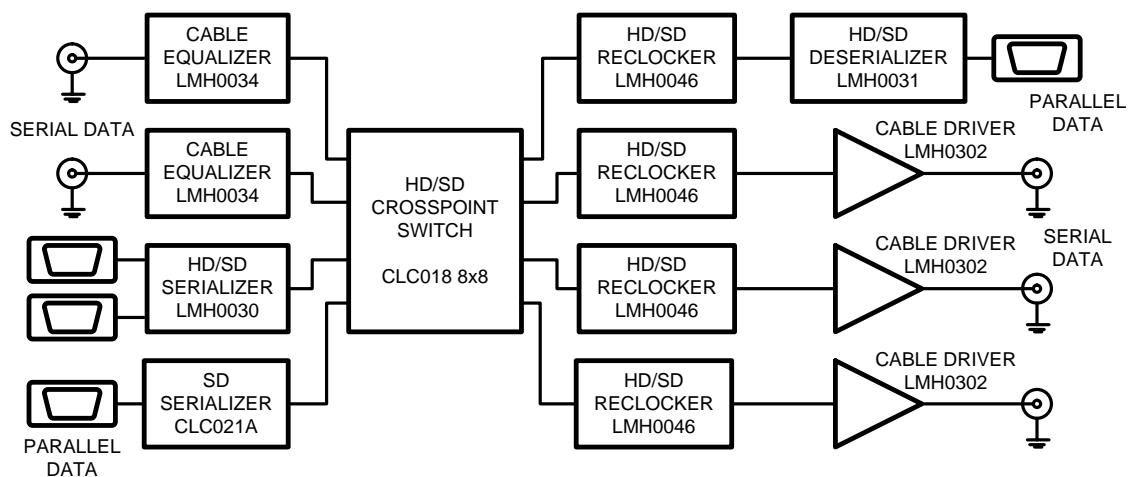 CABLE
EQUALIZER
LMH0034
SERIAL DATA
CABLE
EQUALIZER
LMH0034
HD/SD
SERIALIZER
LMH0030
SD
SERIALIZER
CLC021A
PARALLEL
DATA
HD/SD
CROSSPOINT
SWITCH
CLC018 8x8
HD/SD
RECLOCKER
LMH0046
HD/SD
DESERIALIZER
LMH0031
PARALLEL
DATA
HD/SD
RECLOCKER
LMH0046
CABLE DRIVER
LMH0302
SERIAL
DATA
HD/SD
RECLOCKER
LMH0046
CABLE DRIVER
LMH0302
HD/SD
RECLOCKER
LMH0046
CABLE DRIVER
LMH0302